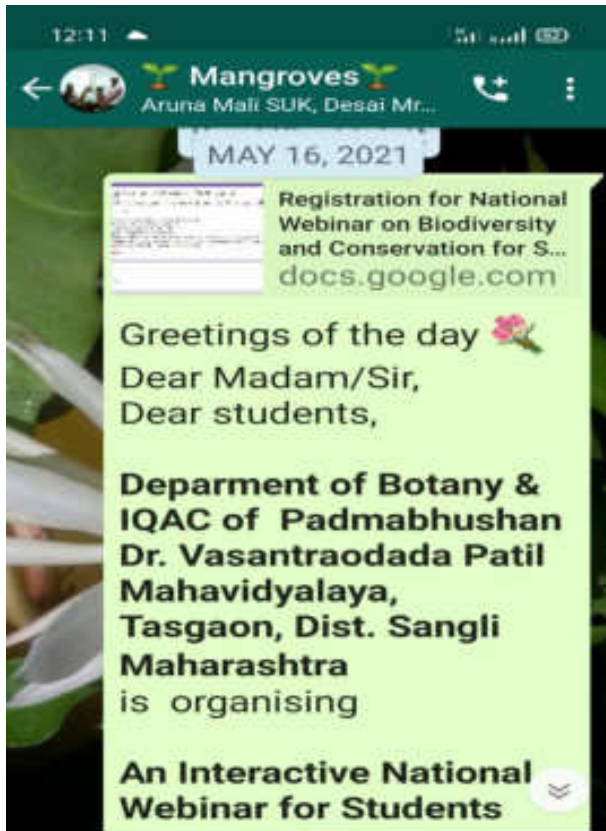 12:11
Mangroves
Aruna Mali SUK, Desai Mr...
MAY 16, 2021
Registration for National
Webinar on Biodiversity
and Conservation for S...
docs.google.com
Greetings of the day
Dear Madam/Sir,
Dear students,
Deparment of Botany &
IQAC of Padmabhushan
Dr. Vasantraodada Patil
Mahavidyalaya,
Tasgaon, Dist. Sangli
Maharashtra
is organising
An Interactive National
Webinar for Students